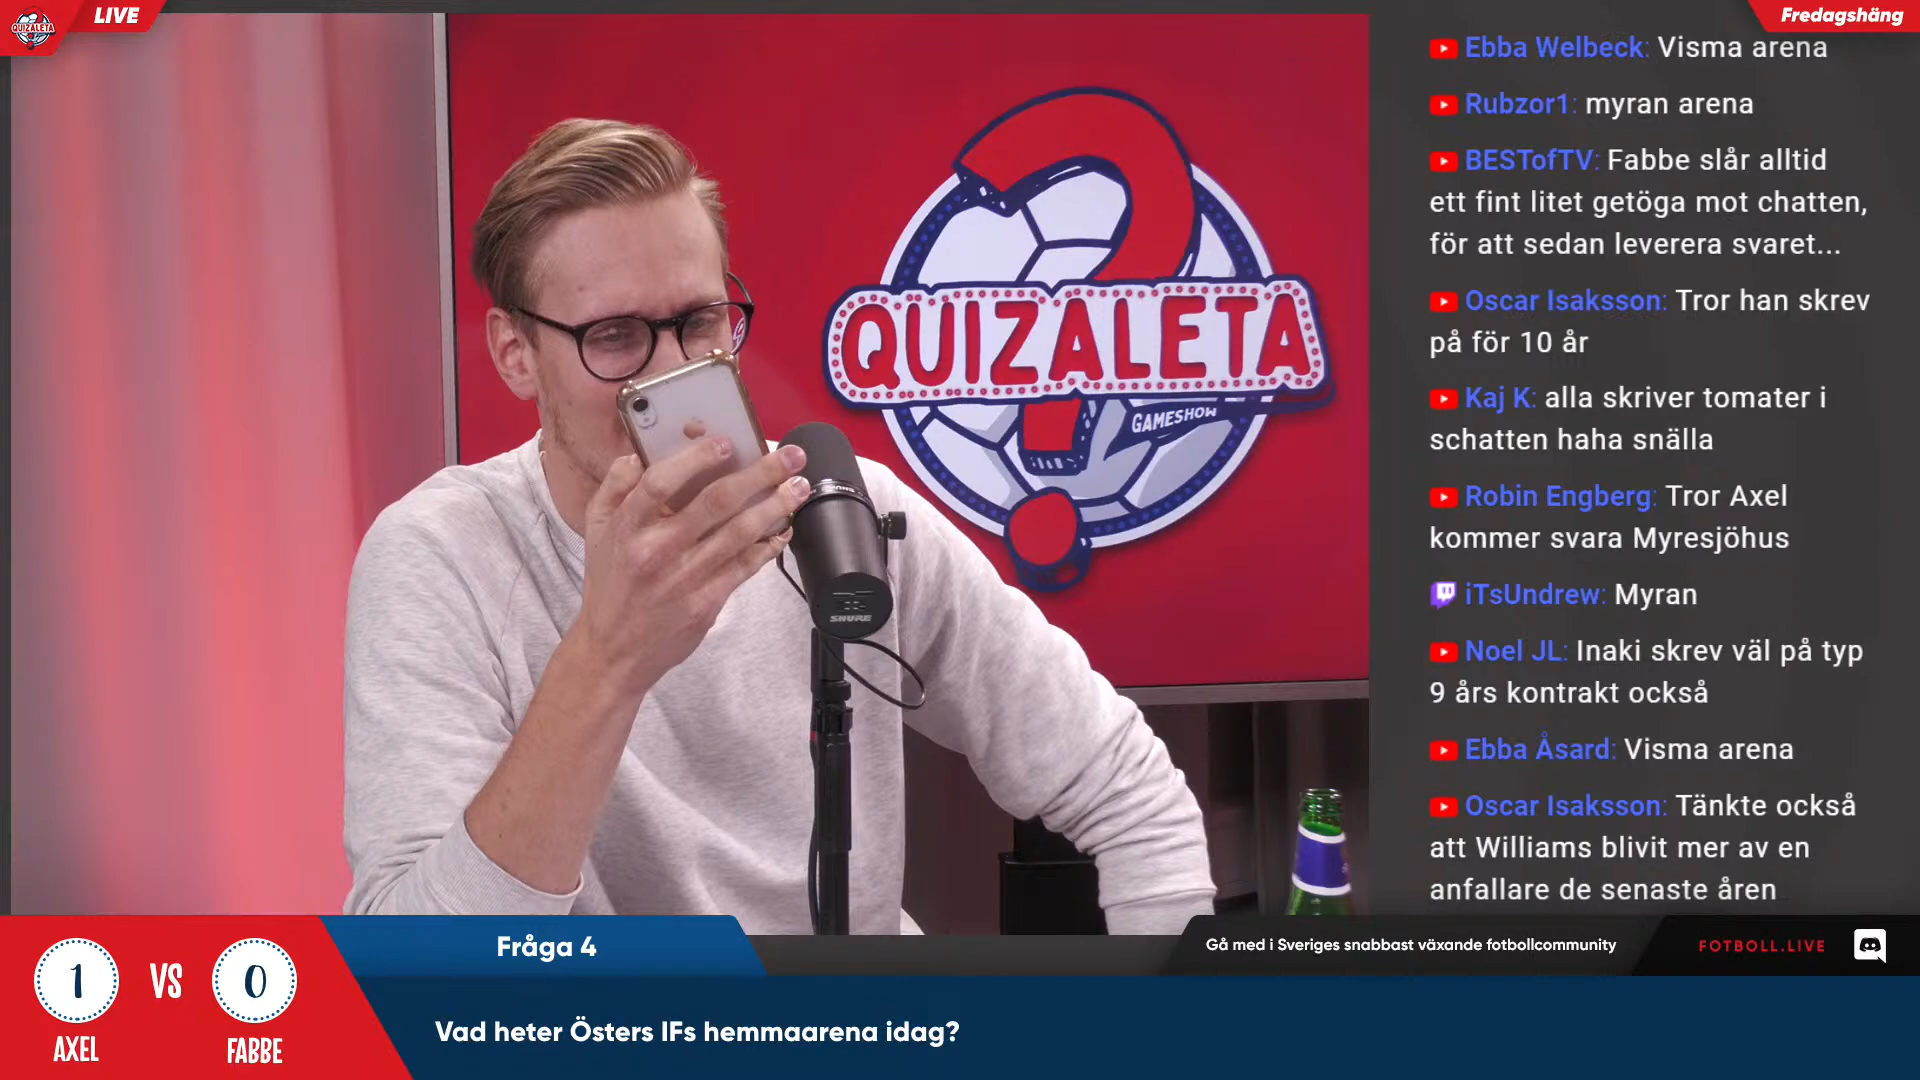 QUIZALETA
LIVE
Fredagshäng
QUIZALETA
GAMESHOW
SHURE
Ebba Welbeck: Visma arena
Rubzor1: myran arena
BESTofTV: Fabbe slår alltid
ett fint litet getöga mot chatten,
för att sedan leverera svaret...
Oscar Isaksson: Tror han skrev
på för 10 år
Kaj K: alla skriver tomater i
schatten haha snälla
Robin Engberg: Tror Axel
kommer svara Myresjöhus
iTsUndrew: Myran
Noel JL: Inaki skrev väl på typ
9 års kontrakt också
Ebba Åsard: Visma arena
Oscar Isaksson: Tänkte också
att Williams blivit mer av en
anfallare de senaste åren
1 VS 0
AXEL FABBE
Fråga 4
Gå med i Sveriges snabbast växande fotbollcommunity
FOTBOLL.LIVE
Vad heter Östers IFs hemmaarena idag?